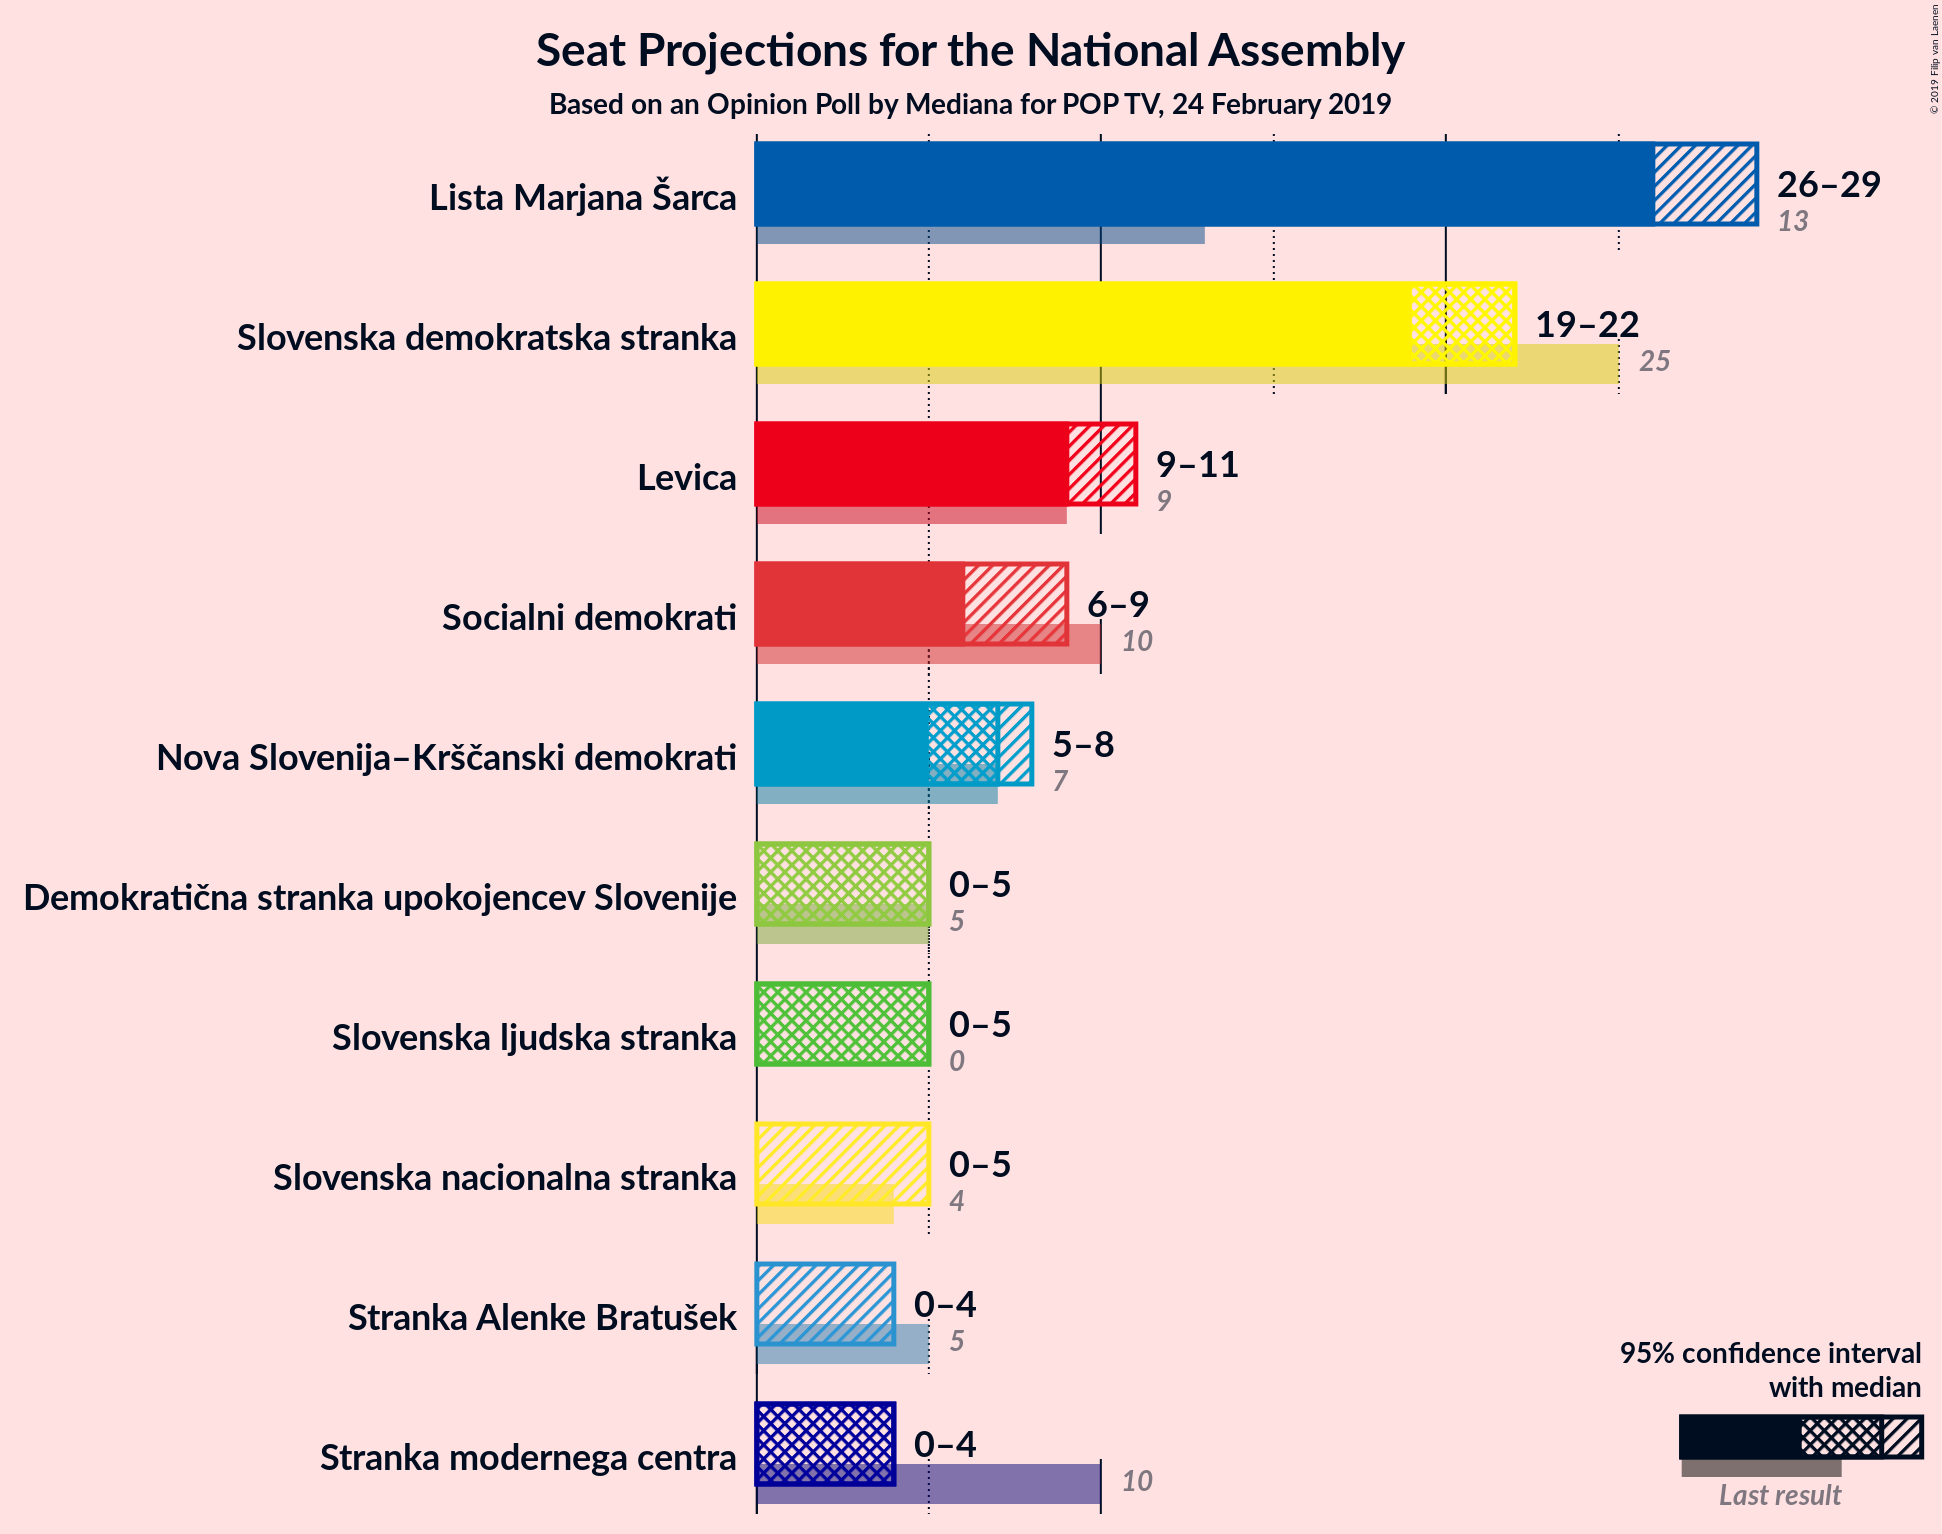 Seat Projections for the National Assembly
Based on an Opinion Poll by Mediana for POP TV, 24 February 2019
© 2019 Filip van Laenen
Lista Marjana Šarca
26–29
13
Slovenska demokratska stranka
19–22
25
Levica
9–11
9
Socialni demokrati
6–9
10
Nova Slovenija–Krščanski demokrati
5–8
7
Demokratična stranka upokojencev Slovenije
0–5
5
Slovenska ljudska stranka
0–5
0
Slovenska nacionalna stranka
0–5
4
Stranka Alenke Bratušek
0–4
5
Stranka modernega centra
0–4
10
95% confidence interval
with median
Last result